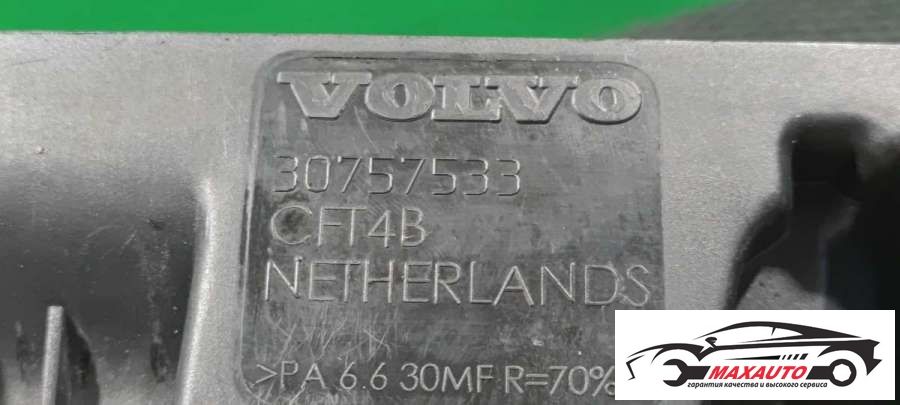 VOLVO
30757533
CFT4B
NETHERLANDS
>PA 6.6 30MF R=70%
MAXAUTO
гарантия качества и высокого сервиса